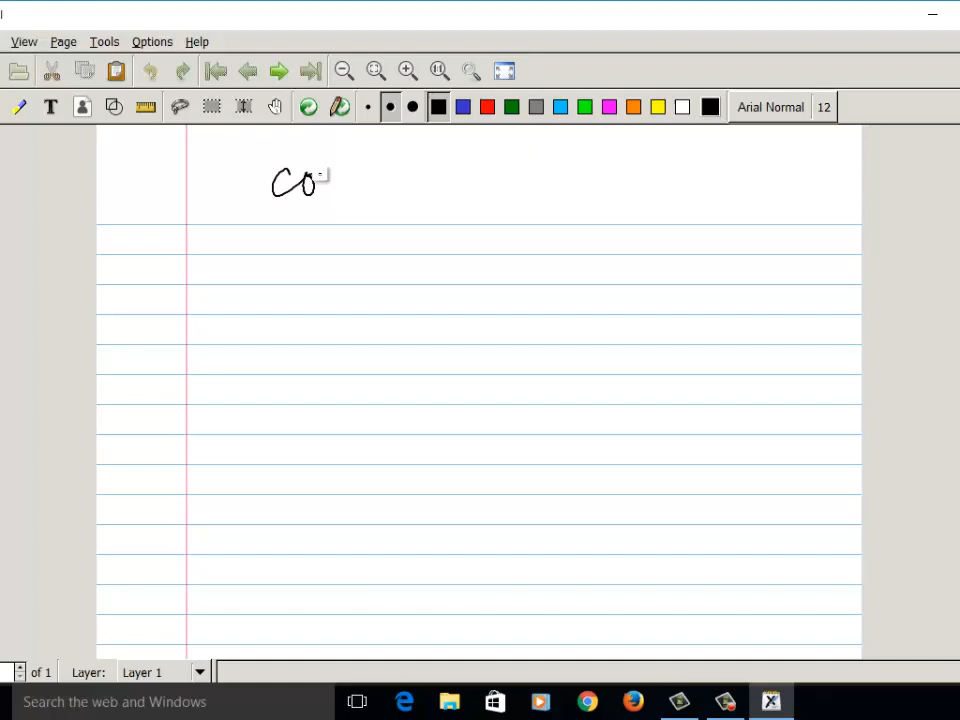 View Page Tools Options Help
T Arial Normal 12
co
of 1 Layer: Layer 1
Search the web and Windows